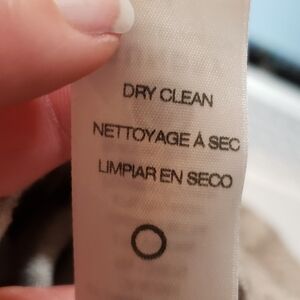 DRY CLEAN
NETTOYAGE À SEC
LIMPIAR EN SECO